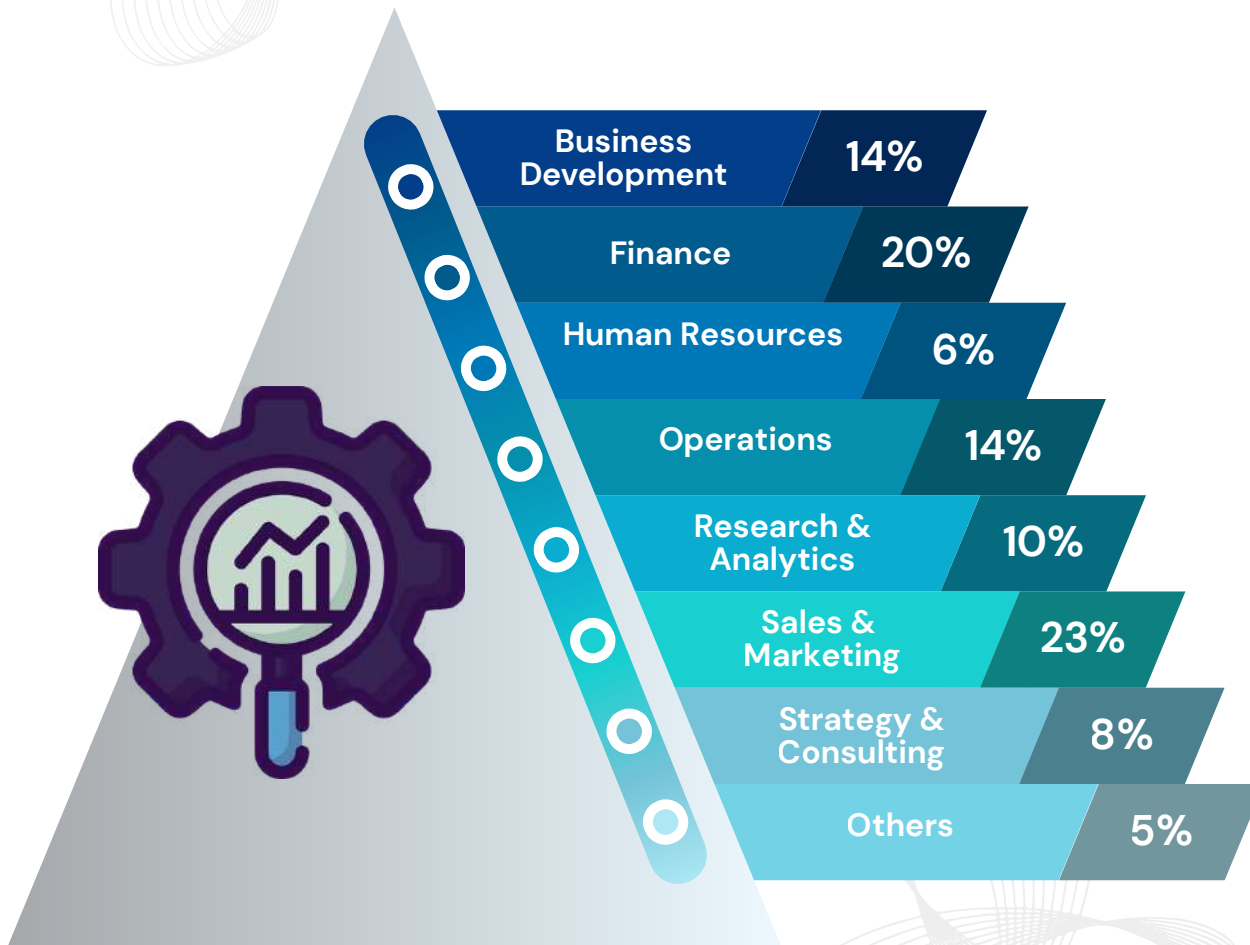 Business
Development
14%
Finance
20%
Human Resources
6%
Operations
14%
Research &
Analytics
10%
Sales &
Marketing
23%
Strategy &
Consulting
8%
Others
5%